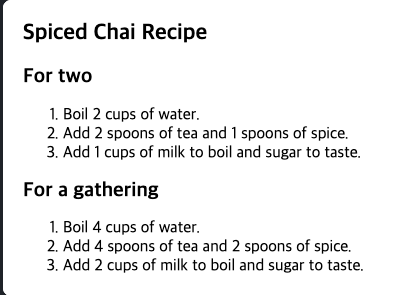 Spiced Chai Recipe
For two
1. Boil 2 cups of water.
2. Add 2 spoons of tea and 1 spoons of spice.
3. Add 1 cups of milk to boil and sugar to taste.
For a gathering
1. Boil 4 cups of water.
2. Add 4 spoons of tea and 2 spoons of spice.
3. Add 2 cups of milk to boil and sugar to taste.